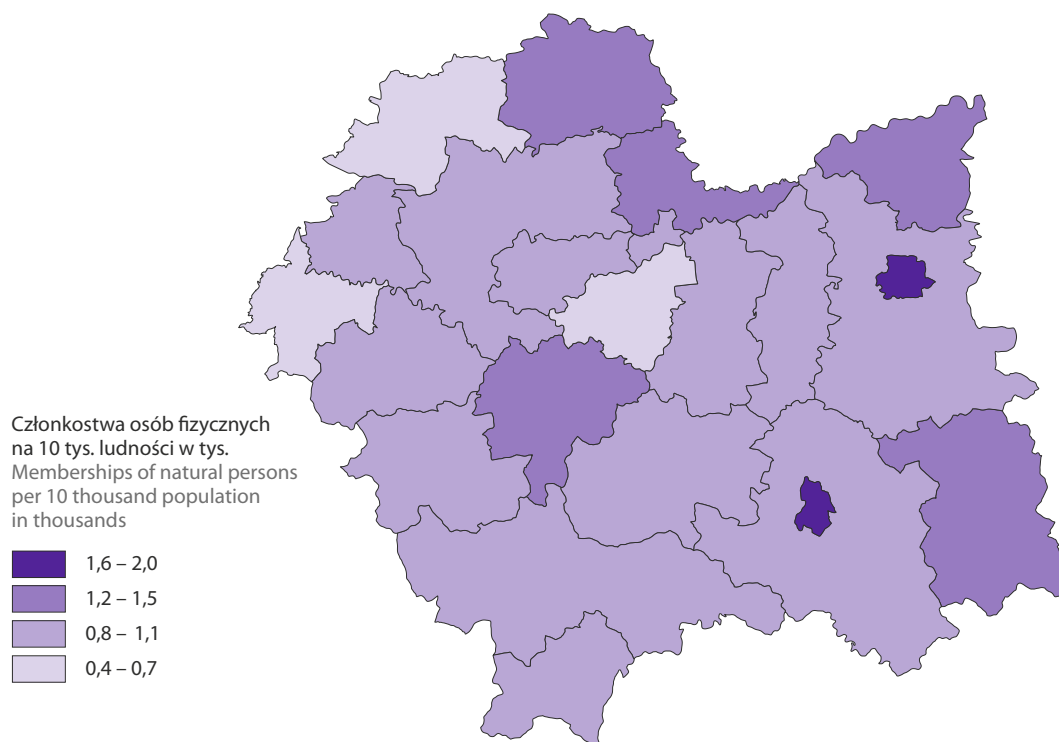 Członkostwa osób fizycznych
na 10 tys. ludności w tys.
Memberships of natural persons
per 10 thousand population
in thousands
1,6 – 2,0
1,2 – 1,5
0,8 – 1,1
0,4 – 0,7